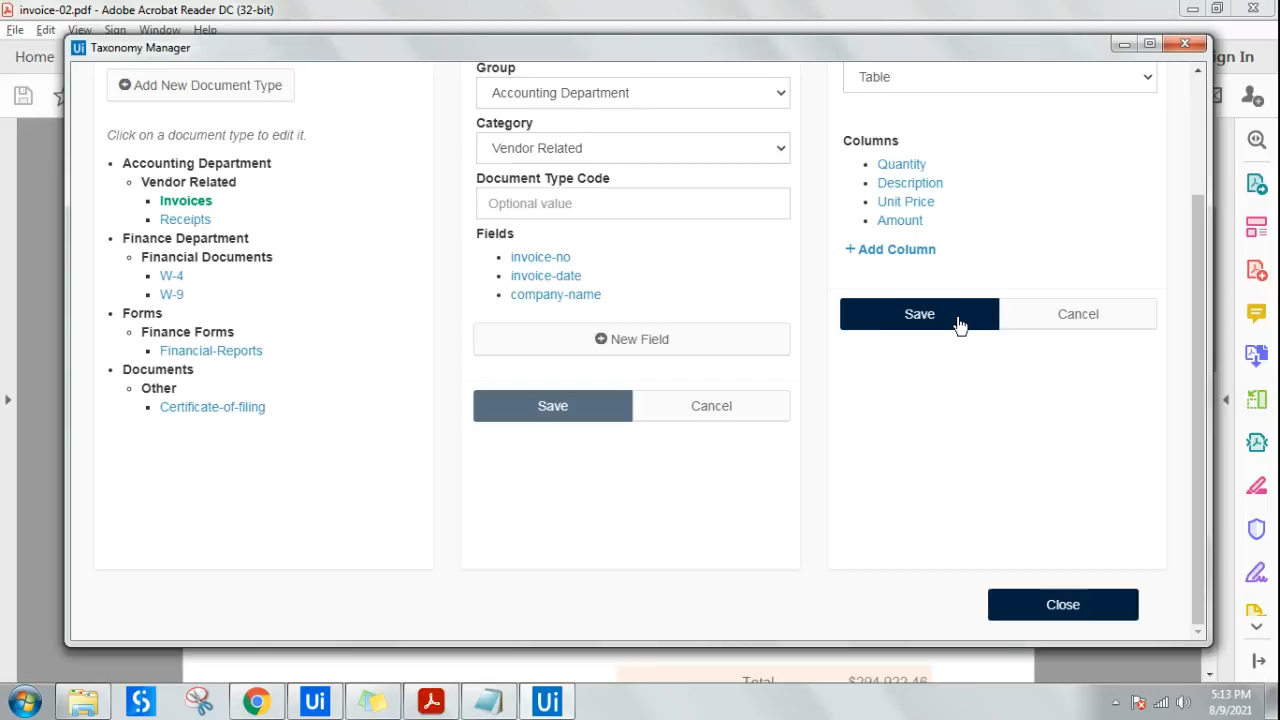 invoice-02.pdf - Adobe Acrobat Reader DC (32-bit)
File Edit View Sign Window Help
Home
gn In
Ui Taxonomy Manager
Add New Document Type
Click on a document type to edit it.
Accounting Department
Vendor Related
Invoices
Receipts
Finance Department
Financial Documents
W-4
W-9
Forms
Finance Forms
Financial-Reports
Documents
Other
Certificate-of-filing
Group
Accounting Department
Category
Vendor Related
Document Type Code
Optional value
Fields
invoice-no
invoice-date
company-name
New Field
Save Cancel
Table
Columns
Quantity
Description
Unit Price
Amount
+ Add Column
Save Cancel
Close
Ui Ui
5:13 PM
8/9/2021